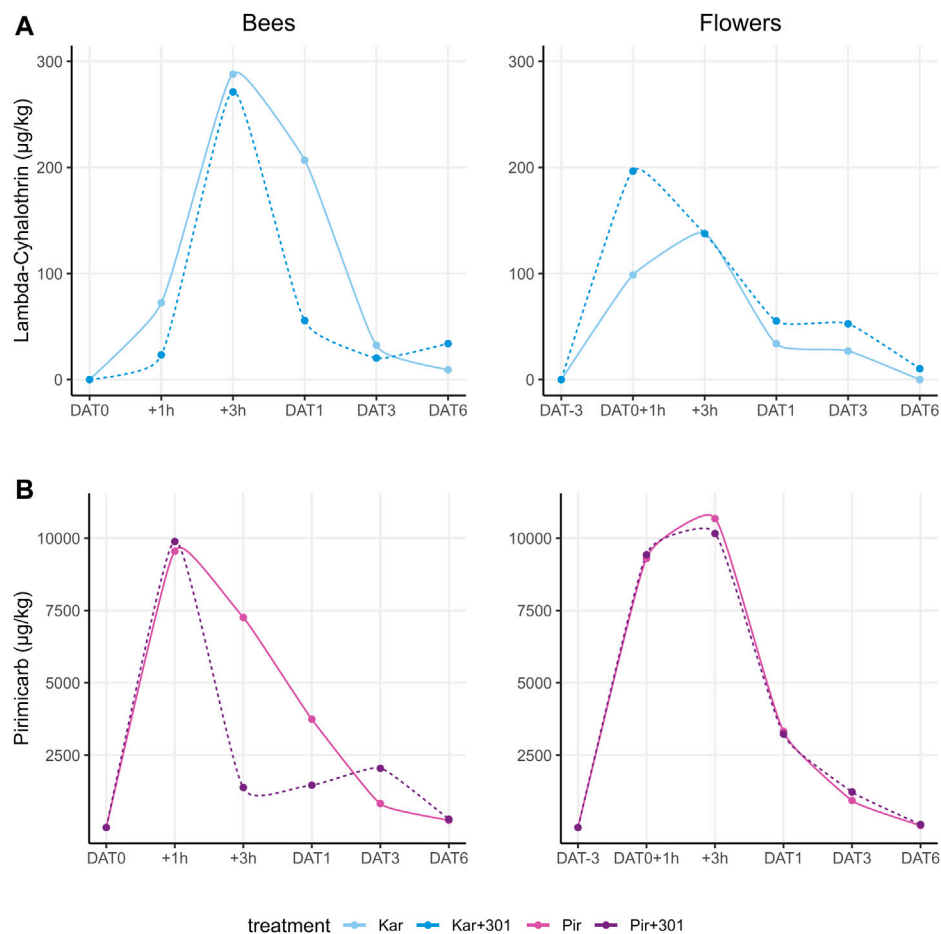 A
Bees
Flowers
Lambda-Cyhalothrin (µg/kg)
300
200
100
0
DAT0 +1h +3h DAT1 DAT3 DAT6
300
200
100
0
DAT-3 DAT0+1h +3h DAT1 DAT3 DAT6
B
Pirimicarb (µg/kg)
10000
7500
5000
2500
DAT0 +1h +3h DAT1 DAT3 DAT6
10000
7500
5000
2500
DAT-3 DAT0+1h +3h DAT1 DAT3 DAT6
treatment Kar Kar+301 Pir Pir+301